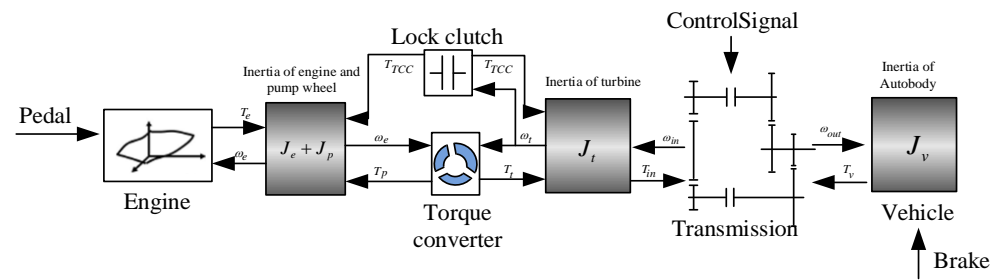 ControlSignal
Lock clutch
Inertia of
Autobody
Inertia of engine and
pump wheel
T_TCC
T_TCC
Inertia of turbine
Pedal
T_e
ω_e
J_e + J_p
ω_e
T_p
ω_t
T_t
J_t
ω_in
T_in
ω_out
T_v
J_v
Engine
Torque
converter
Transmission
Vehicle
Brake